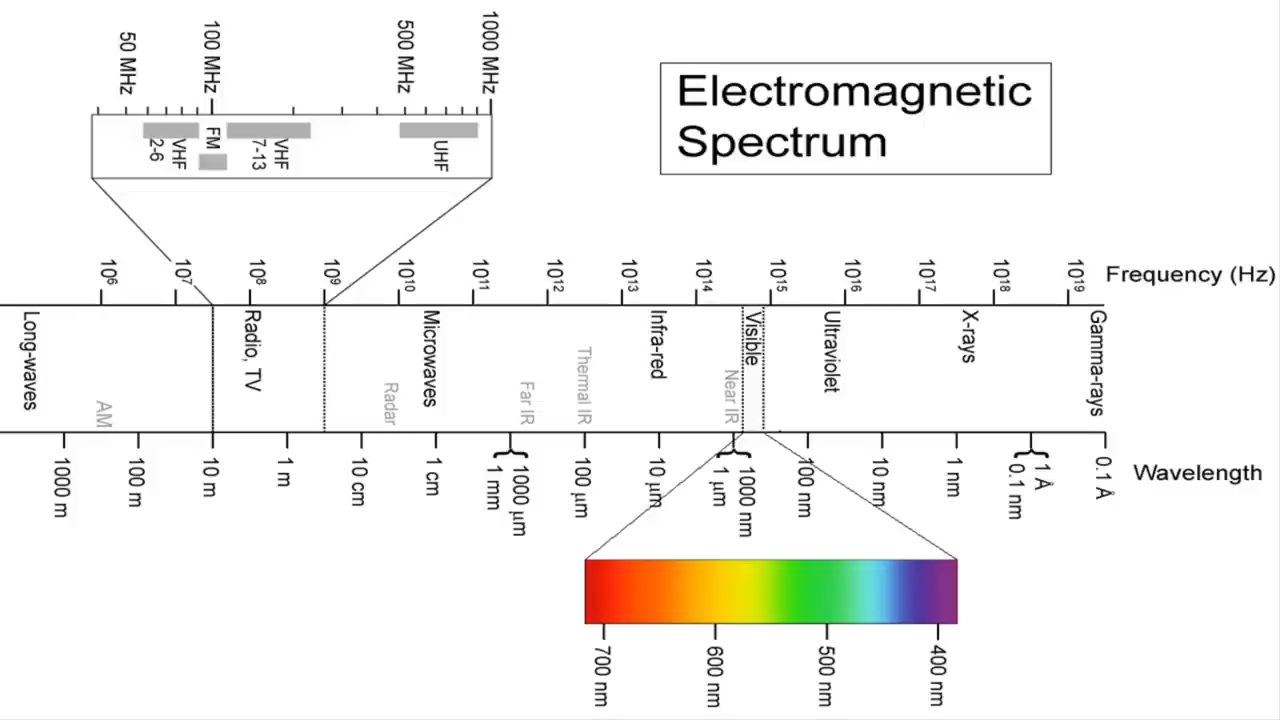 Electromagnetic
Spectrum
50 MHz
100 MHz
500 MHz
1000 MHz
VHF
2-6
FM
VHF
7-13
UHF
10⁶
10⁷
10⁸
10⁹
10¹⁰
10¹¹
10¹²
10¹³
10¹⁴
10¹⁵
10¹⁶
10¹⁷
10¹⁸
10¹⁹
Frequency (Hz)
Long-waves
Radio, TV
Microwaves
Infra-red
Visible
Ultraviolet
X-rays
Gamma-rays
AM
Radar
Far IR
Thermal IR
Near IR
1000 m
100 m
10 m
1 m
10 cm
1 cm
1000 µm
1 mm
100 µm
10 µm
1000 nm
1 µm
100 nm
10 nm
1 nm
1 Å
0.1 nm
0.1 Å
Wavelength
700 nm
600 nm
500 nm
400 nm